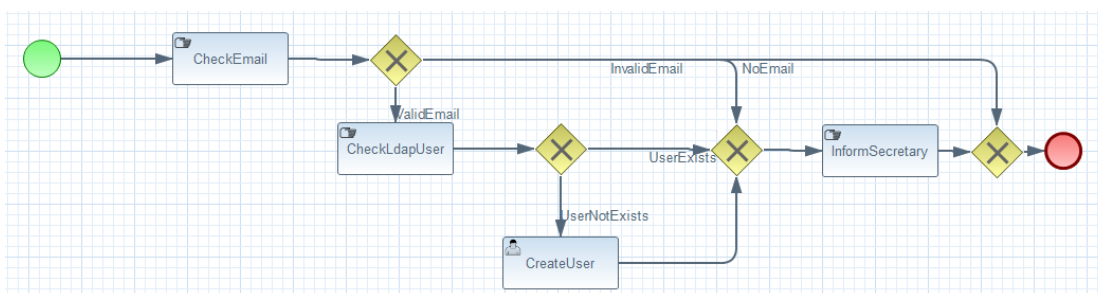 CheckEmail
InvalidEmail
NoEmail
ValidEmail
CheckLdapUser
UserExists
InformSecretary
UserNotExists
CreateUser